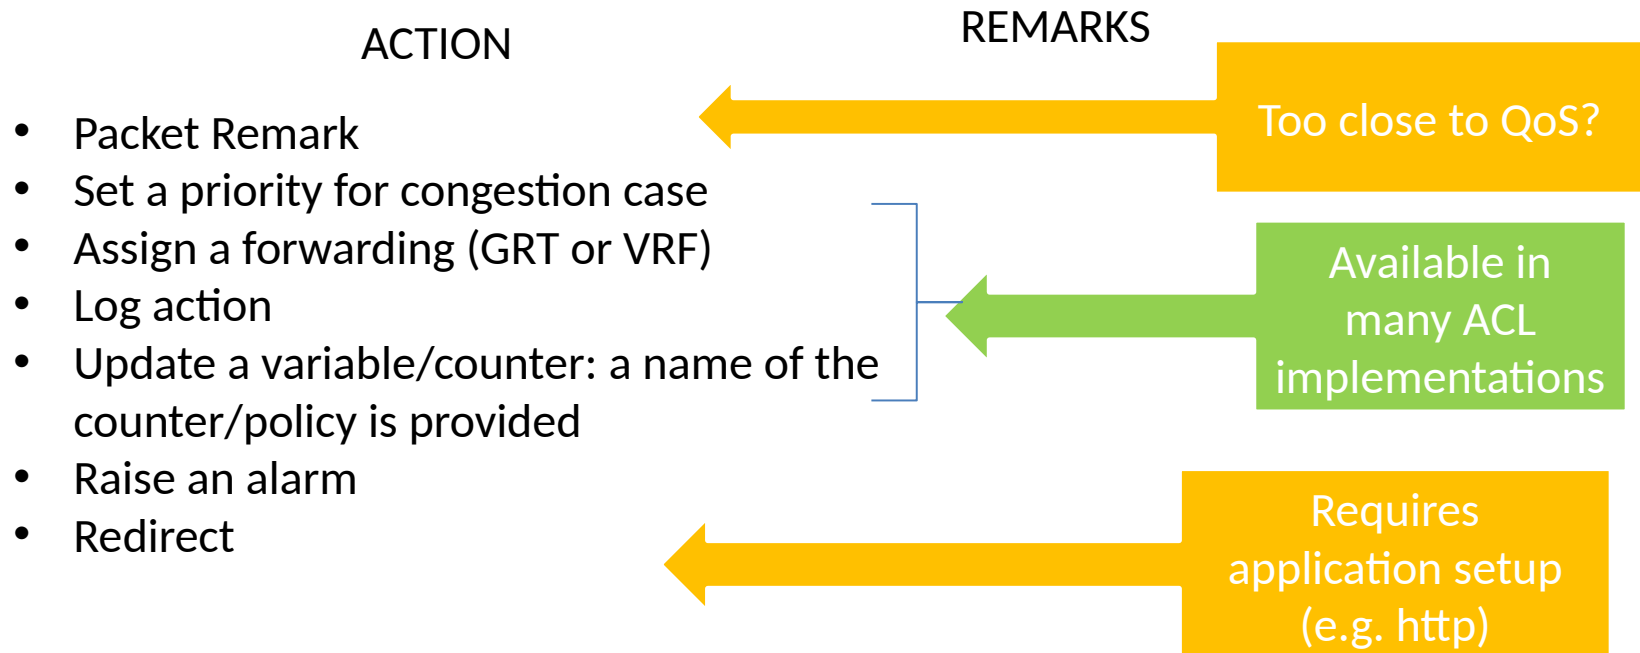 ACTION
REMARKS
• Packet Remark
• Set a priority for congestion case
• Assign a forwarding (GRT or VRF)
• Log action
• Update a variable/counter: a name of the
counter/policy is provided
• Raise an alarm
• Redirect
Too close to QoS?
Available in
many ACL
implementations
Requires
application setup
(e.g. http)